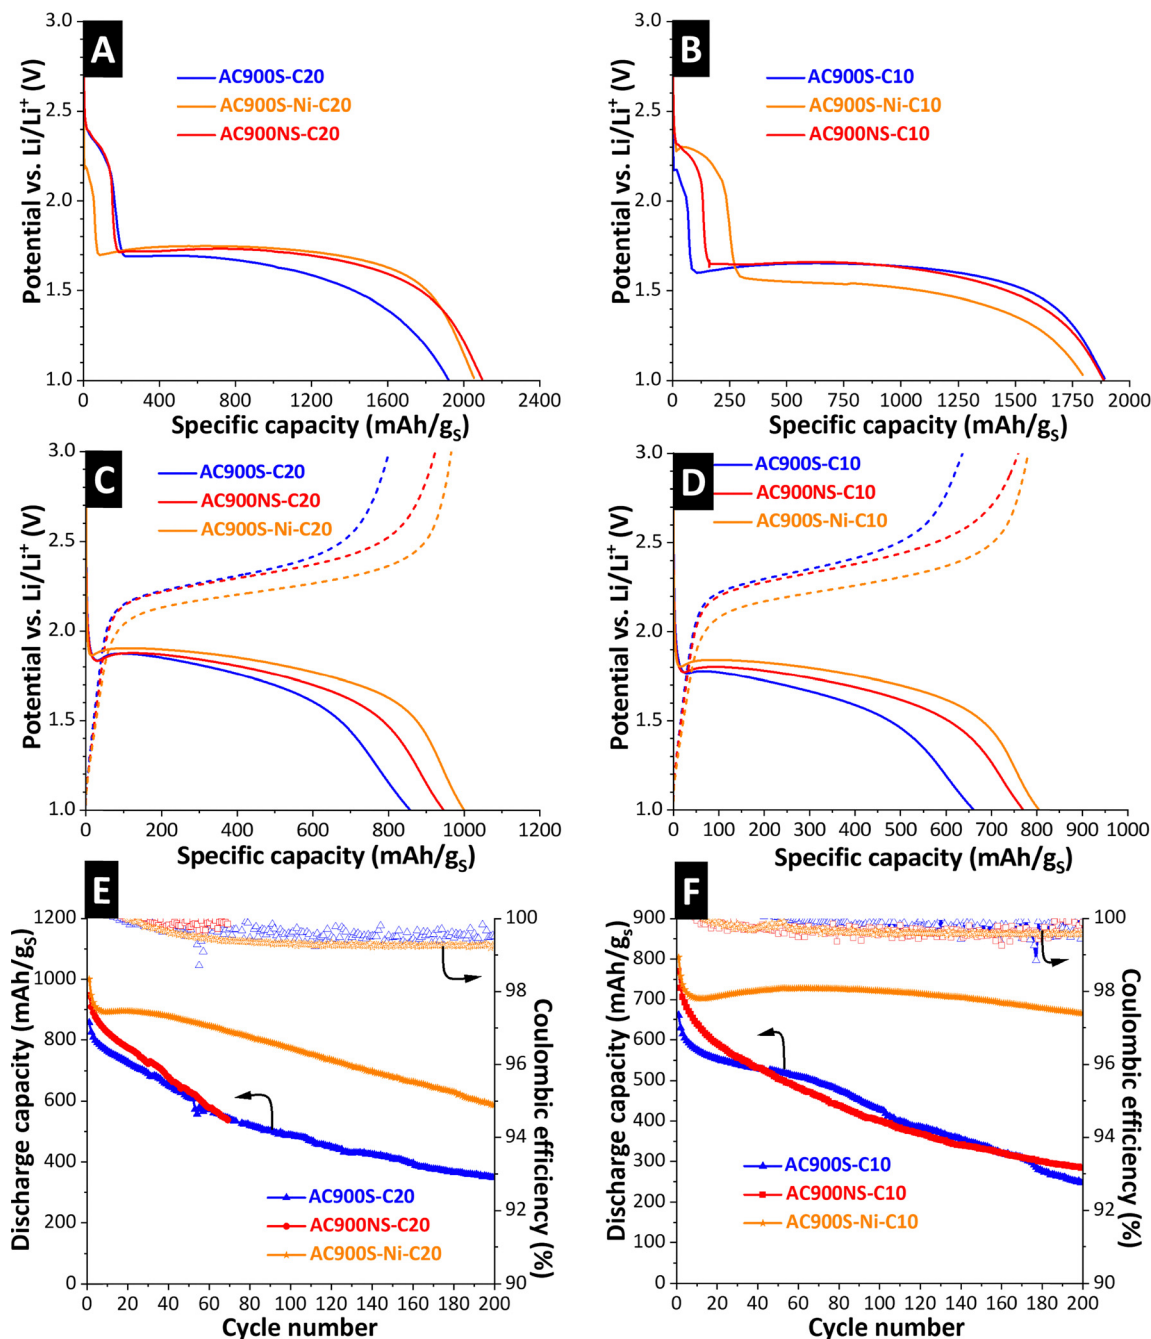 A
Potential vs. Li/Li⁺ (V)
3.0
2.5
2.0
1.5
1.0
AC900S-C20
AC900S-Ni-C20
AC900NS-C20
400 800 1200 1600 2000 2400
Specific capacity (mAh/gS)
B
Potential vs. Li/Li⁺ (V)
3.0
2.5
2.0
1.5
1.0
AC900S-C10
AC900S-Ni-C10
AC900NS-C10
0 250 500 750 1000 1250 1500 1750 2000
Specific capacity (mAh/gS)
C
Potential vs. Li/Li⁺ (V)
3.0
2.5
2.0
1.5
1.0
AC900S-C20
AC900NS-C20
AC900S-Ni-C20
0 200 400 600 800 1000 1200
Specific capacity (mAh/gS)
D
Potential vs. Li/Li⁺ (V)
3.0
2.5
2.0
1.5
1.0
AC900S-C10
AC900NS-C10
AC900S-Ni-C10
0 100 200 300 400 500 600 700 800 900 1000
Specific capacity (mAh/gS)
E
Discharge capacity (mAh/gS)
1200
1000
800
600
400
200
0
AC900S-C20
AC900NS-C20
AC900S-Ni-C20
100
98
96
94
92
90
Coulombic efficiency (%)
0 20 40 60 80 100 120 140 160 180 200
Cycle number
F
Discharge capacity (mAh/gS)
900
800
700
600
500
400
300
250
200
150
100
50
0
AC900S-C10
AC900NS-C10
AC900S-Ni-C10
100
98
96
94
92
90
Coulombic efficiency (%)
0 20 40 60 80 100 120 140 160 180 200
Cycle number